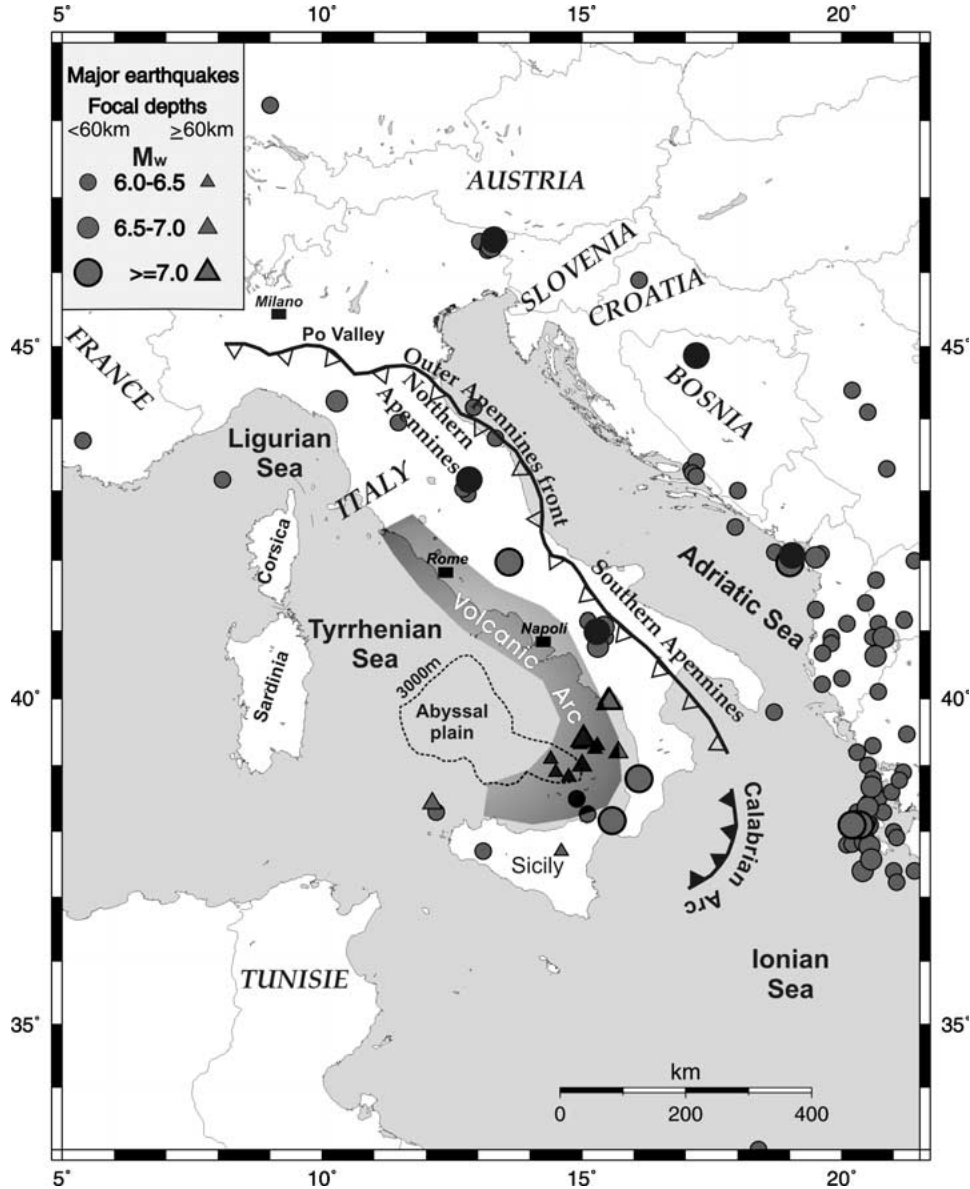 5° 10° 15° 20°
Major earthquakes
Focal depths
<60km ≥60km
Mw
6.0-6.5
6.5-7.0
>=7.0
AUSTRIA
SLOVENIA
CROATIA
Milano
45° 45°
Po Valley
FRANCE
Outer Apennines front
Northern
Apennines
BOSNIA
Ligurian
Sea
ITALY
Corsica
Rome
Adriatic Sea
Volcanic
Arc
Southern Apennines
Napoli
Tyrrhenian
Sea
Sardinia
3000m
40° 40°
Abyssal
plain
Calabrian
Arc
Sicily
Ionian
Sea
TUNISIE
35° 35°
km
0 200 400
5° 10° 15° 20°